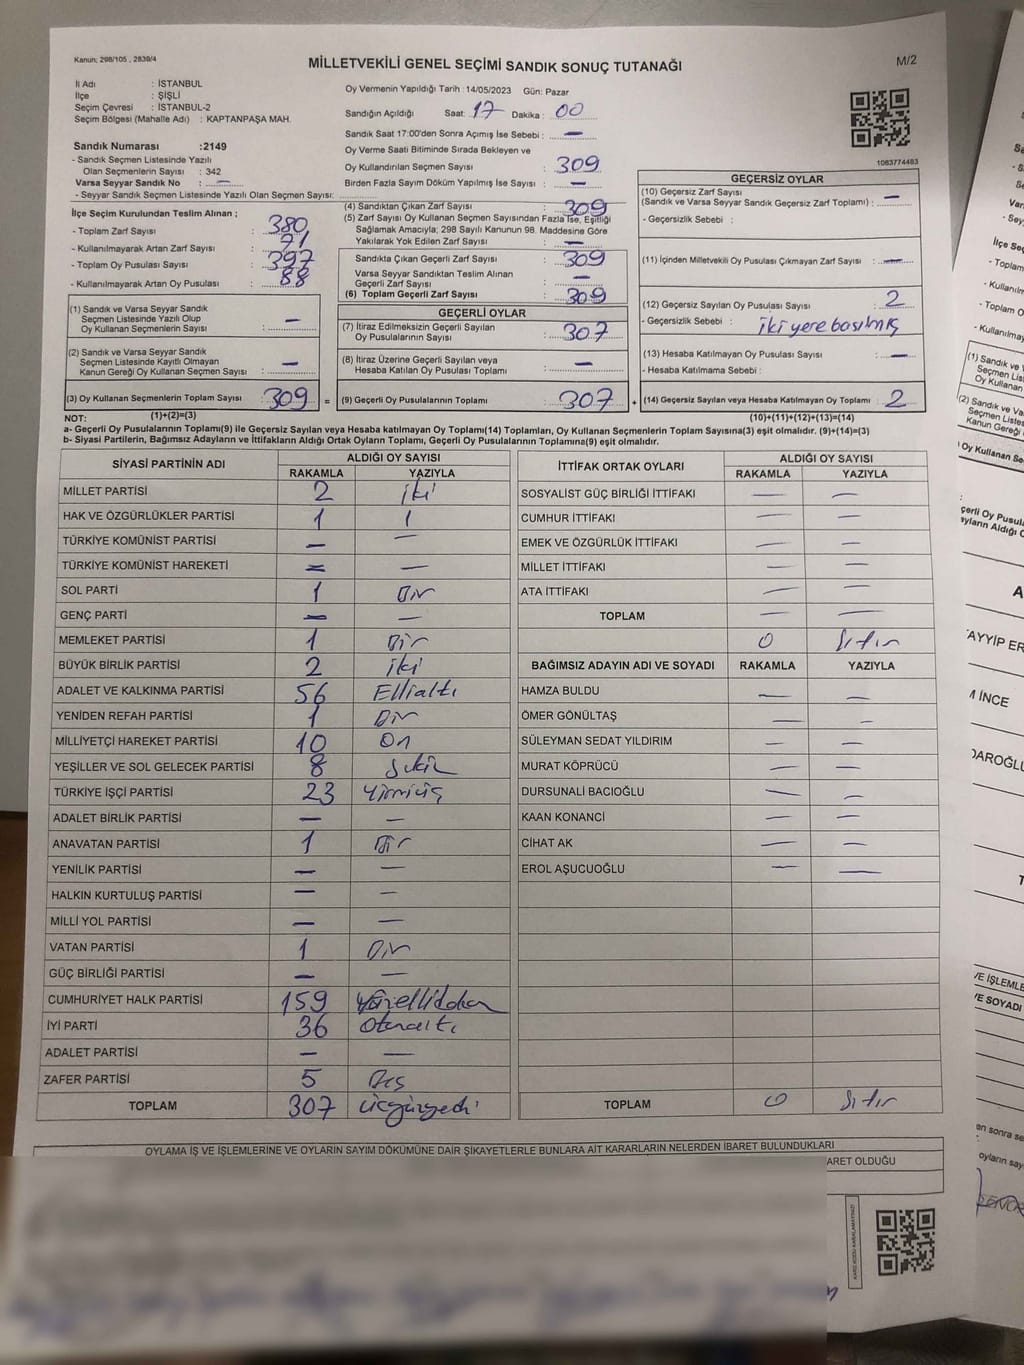 Kanun; 298/105 , 2839/4
MİLLETVEKİLİ GENEL SEÇİMİ SANDIK SONUÇ TUTANAĞI
M/2
İl Adı : İSTANBUL
İlçe : ŞİŞLİ
Seçim Çevresi : İSTANBUL-2
Seçim Bölgesi (Mahalle Adı) : KAPTANPAŞA MAH.
Sandık Numarası :2149
- Sandık Seçmen Listesinde Yazılı
Olan Seçmenlerin Sayısı : 342
Varsa Seyyar Sandık No : —
- Seyyar Sandık Seçmen Listesinde Yazılı Olan Seçmen Sayısı:
İlçe Seçim Kurulundan Teslim Alınan ;
- Toplam Zarf Sayısı : 380
- Kullanılmayarak Artan Zarf Sayısı : 71
- Toplam Oy Pusulası Sayısı : 397
- Kullanılmayarak Artan Oy Pusulası : 88
(1) Sandık ve Varsa Seyyar Sandık
Seçmen Listesinde Yazılı Olup
Oy Kullanan Seçmenlerin Sayısı : —
(2) Sandık ve Varsa Seyyar Sandık
Seçmen Listesinde Kayıtlı Olmayan
Kanun Gereği Oy Kullanan Seçmen Sayısı : —
(3) Oy Kullanan Seçmenlerin Toplam Sayısı : 309 =
Oy Vermenin Yapıldığı Tarih : 14/05/2023 Gün: Pazar
Sandığın Açıldığı Saat: 17 Dakika : 00
Sandık Saat 17:00'den Sonra Açımış İse Sebebi : —
Oy Verme Saati Bitiminde Sırada Bekleyen ve
Oy Kullandırılan Seçmen Sayısı : 309
Birden Fazla Sayım Döküm Yapılmış İse Sayısı : —
(4) Sandıktan Çıkan Zarf Sayısı : 309
(5) Zarf Sayısı Oy Kullanan Seçmen Sayısından Fazla İse, Eşitliği
Sağlamak Amacıyla; 298 Sayılı Kanunun 98. Maddesine Göre
Yakılarak Yok Edilen Zarf Sayısı : —
Sandıkta Çıkan Geçerli Zarf Sayısı : 309
Varsa Seyyar Sandıktan Teslim Alınan
Geçerli Zarf Sayısı : —
(6) Toplam Geçerli Zarf Sayısı : 309
GEÇERLİ OYLAR
(7) İtiraz Edilmeksizin Geçerli Sayılan
Oy Pusulalarının Sayısı : 307
(8) İtiraz Üzerine Geçerli Sayılan veya
Hesaba Katılan Oy Pusulası Toplamı : —
(9) Geçerli Oy Pusulalarının Toplamı : 307 +
1083774483
GEÇERSİZ OYLAR
(10) Geçersiz Zarf Sayısı
(Sandık ve Varsa Seyyar Sandık Geçersiz Zarf Toplamı) : —
- Geçersizlik Sebebi :
(11) İçinden Milletvekili Oy Pusulası Çıkmayan Zarf Sayısı : —
(12) Geçersiz Sayılan Oy Pusulası Sayısı : 2
- Geçersizlik Sebebi : iki yere basılmış
(13) Hesaba Katılmayan Oy Pusulası Sayısı : —
- Hesaba Katılmama Sebebi :
(14) Geçersiz Sayılan veya Hesaba Katılmayan Oy Toplamı : 2
NOT: (1)+(2)=(3) (10)+(11)+(12)+(13)=(14)
a- Geçerli Oy Pusulalarının Toplamı(9) ile Geçersiz Sayılan veya Hesaba katılmayan Oy Toplamı(14) Toplamları, Oy Kullanan Seçmenlerin Toplam Sayısına(3) eşit olmalıdır. (9)+(14)=(3)
b- Siyasi Partilerin, Bağımsız Adayların ve İttifakların Aldığı Ortak Oyların Toplamı, Geçerli Oy Pusulalarının Toplamına(9) eşit olmalıdır.
SİYASİ PARTİNİN ADI ALDIĞI OY SAYISI
RAKAMLA YAZIYLA
MİLLET PARTİSİ 2 iki
HAK VE ÖZGÜRLÜKLER PARTİSİ 1 1
TÜRKİYE KOMÜNİST PARTİSİ — —
TÜRKİYE KOMÜNİST HAREKETİ — —
SOL PARTİ 1 Bir
GENÇ PARTİ — —
MEMLEKET PARTİSİ 1 Bir
BÜYÜK BİRLİK PARTİSİ 2 iki
ADALET VE KALKINMA PARTİSİ 56 Ellialtı
YENİDEN REFAH PARTİSİ 1 Bir
MİLLİYETÇİ HAREKET PARTİSİ 10 On
YEŞİLLER VE SOL GELECEK PARTİSİ 8 Sekiz
TÜRKİYE İŞÇİ PARTİSİ 23 Yirmiüç
ADALET BİRLİK PARTİSİ — —
ANAVATAN PARTİSİ 1 Bir
YENİLİK PARTİSİ — —
HALKIN KURTULUŞ PARTİSİ — —
MİLLİ YOL PARTİSİ — —
VATAN PARTİSİ 1 Bir
GÜÇ BİRLİĞİ PARTİSİ — —
CUMHURİYET HALK PARTİSİ 159 Yüzellidokuz
İYİ PARTİ 36 Otuzaltı
ADALET PARTİSİ — —
ZAFER PARTİSİ 5 Beş
TOPLAM 307 üçyüzyedi
İTTİFAK ORTAK OYLARI ALDIĞI OY SAYISI
RAKAMLA YAZIYLA
SOSYALİST GÜÇ BİRLİĞİ İTTİFAKI — —
CUMHUR İTTİFAKI — —
EMEK VE ÖZGÜRLÜK İTTİFAKI — —
MİLLET İTTİFAKI — —
ATA İTTİFAKI — —
TOPLAM — —
0 Sıfır
BAĞIMSIZ ADAYIN ADI VE SOYADI RAKAMLA YAZIYLA
HAMZA BULDU — —
ÖMER GÖNÜLTAŞ — —
SÜLEYMAN SEDAT YILDIRIM — —
MURAT KÖPRÜCÜ — —
DURSUNALİ BACIOĞLU — —
KAAN KONANCİ — —
CİHAT AK — —
EROL AŞUCUOĞLU — —
TOPLAM 0 Sıfır
OYLAMA İŞ VE İŞLEMLERİNE VE OYLARIN SAYIM DÖKÜMÜNE DAİR ŞİKAYETLERLE BUNLARA AİT KARARLARIN NELERDEN İBARET BULUNDUKLARI
ARET OLDUĞU